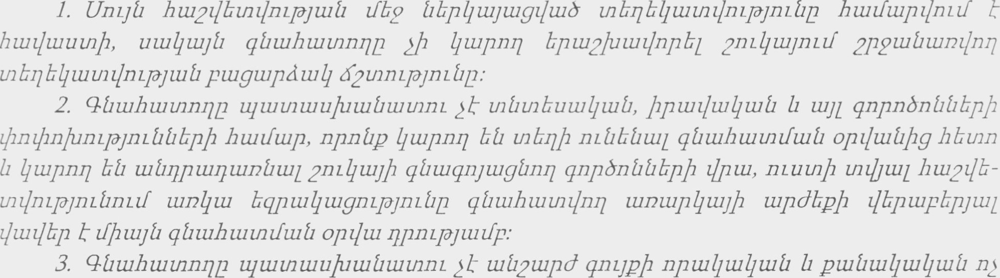 1. Սույն հաշվետվության մեջ ներկայացված տեղեկատվությունը համարվում է
հավաստի, սակայն գնահատողը չի կարող երաշխավորել շուկայում շրջանառվող
տեղեկատվության բացարձակ ճշտությունը:
2. Գնահատողը պատասխանատու չէ տնտեսական, իրավական և այլ գործոնների
փոփոխությունների համար, որոնք կարող են տեղի ունենալ գնահատման օրվանից հետո
և կարող են անդրադառնալ շուկայի գնագոյացնող գործոնների վրա, ուստի տվյալ հաշվե-
տվությունում առկա եզրակացությունը գնահատվող առարկայի արժեքի վերաբերյալ
վավեր է միայն գնահատման օրվա դրությամբ:
3. Գնահատողը պատասխանատու չէ անշարժ գույքի որակական և քանակական ոչ